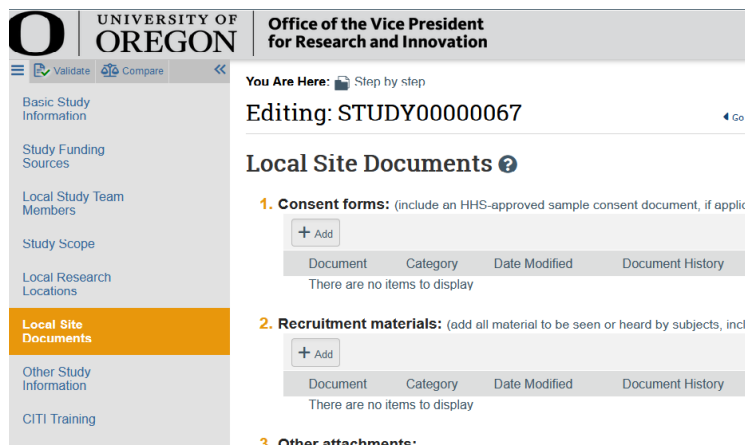 UNIVERSITY OF
OREGON
Office of the Vice President
for Research and Innovation
Validate Compare
You Are Here: Step by step
Editing: STUDY00000067
Go
Basic Study
Information
Study Funding
Sources
Local Study Team
Members
Study Scope
Local Research
Locations
Local Site
Documents
Other Study
Information
CITI Training
Local Site Documents
1. Consent forms: (include an HHS-approved sample consent document, if applic
+ Add
Document Category Date Modified Document History
There are no items to display
2. Recruitment materials: (add all material to be seen or heard by subjects, incl
+ Add
Document Category Date Modified Document History
There are no items to display
3. Other attachments: